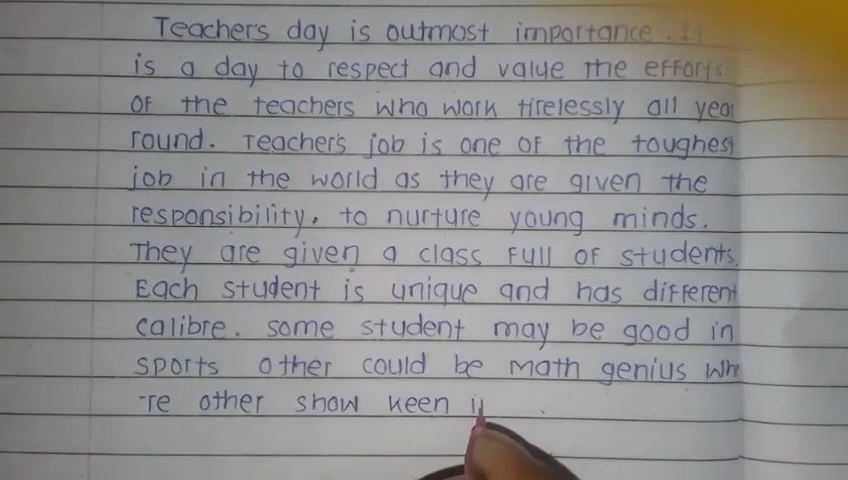 Teacher's day is outmost importance. It
is a day to respect and value the efforts
of the teachers who work tirelessly all year
round. Teacher's job is one of the toughest
job in the world as they are given the
responsibility, to nurture young minds.
They are given a class full of students.
Each student is unique and has different
calibre. some student may be good in
sports other could be math genius whe
-re other show keen